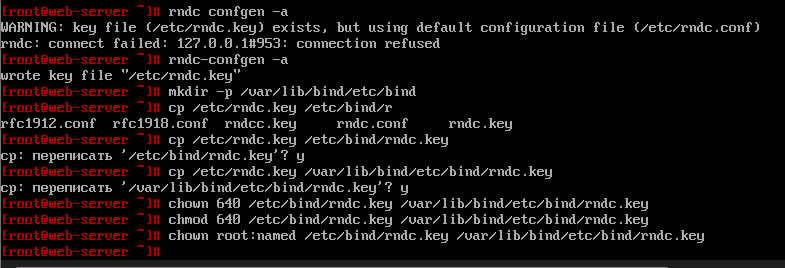 [root@web-server ~]# rndc confgen -a
WARNING: key file (/etc/rndc.key) exists, but using default configuration file (/etc/rndc.conf)
rndc: connect failed: 127.0.0.1#953: connection refused
[root@web-server ~]# rndc-confgen -a
wrote key file "/etc/rndc.key"
[root@web-server ~]# mkdir -p /var/lib/bind/etc/bind
[root@web-server ~]# cp /etc/rndc.key /etc/bind/r
rfc1912.conf  rfc1918.conf  rndcc.key     rndc.conf     rndc.key
[root@web-server ~]# cp /etc/rndc.key /etc/bind/rndc.key
cp: переписать '/etc/bind/rndc.key'? y
[root@web-server ~]# cp /etc/rndc.key /var/lib/bind/etc/bind/rndc.key
cp: переписать '/var/lib/bind/etc/bind/rndc.key'? y
[root@web-server ~]# chown 640 /etc/bind/rndc.key /var/lib/bind/etc/bind/rndc.key
[root@web-server ~]# chmod 640 /etc/bind/rndc.key /var/lib/bind/etc/bind/rndc.key
[root@web-server ~]# chown root:named /etc/bind/rndc.key /var/lib/bind/etc/bind/rndc.key
[root@web-server ~]#